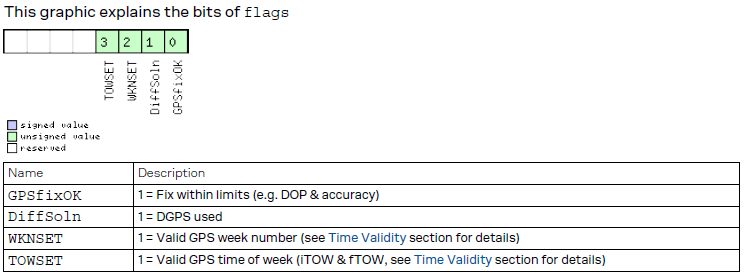 This graphic explains the bits of flags
3 2 1 0
TOWSET
WKNSET
DiffSoln
GPSfixOK
signed value
unsigned value
reserved
Name Description
GPSfixOK 1 = Fix within limits (e.g. DOP & accuracy)
DiffSoln 1 = DGPS used
WKNSET 1 = Valid GPS week number (see Time Validity section for details)
TOWSET 1 = Valid GPS time of week (iTOW & fTOW, see Time Validity section for details)